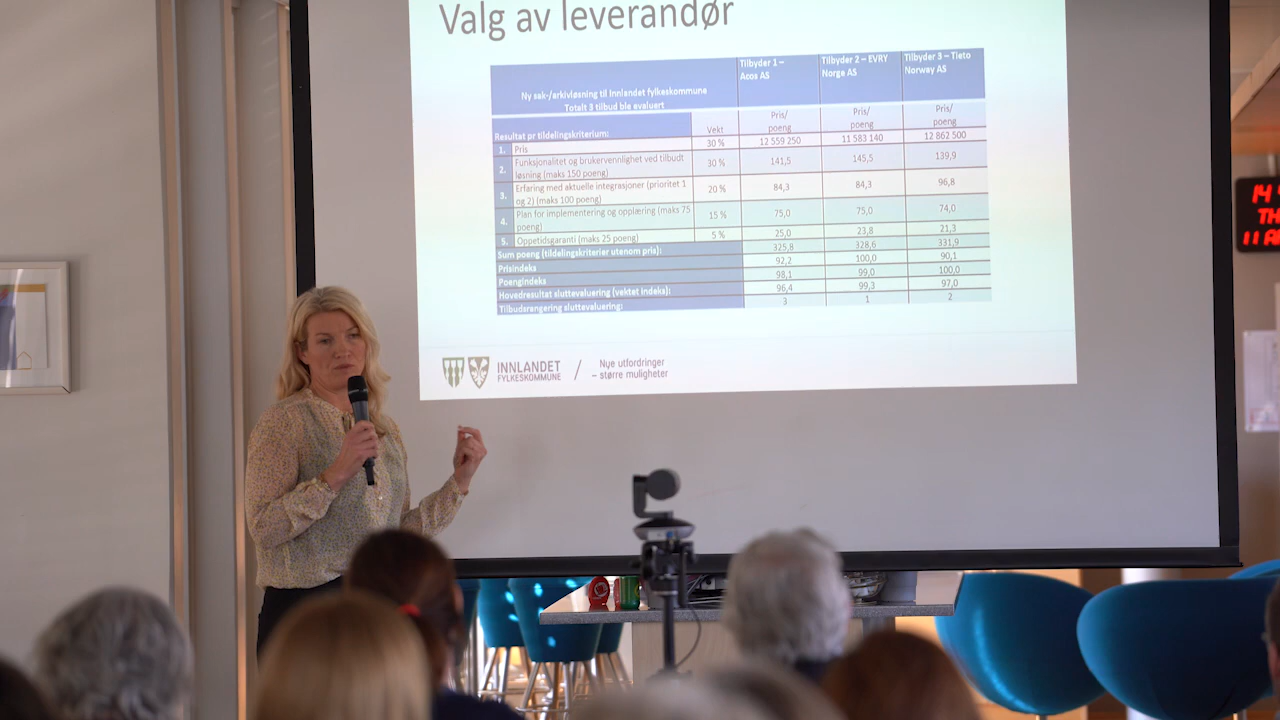 Valg av leverandør
Ny sak-/arkivløsning til Innlandet fylkeskommune
Totalt 3 tilbud ble evaluert
Tilbyder 1 –
Acos AS
Tilbyder 2 – EVRY
Norge AS
Tilbyder 3 – Tieto
Norway AS
Resultat pr tildelingskriterium:
Vekt
Pris/
poeng
Pris/
poeng
Pris/
poeng
1. Pris 30 % 12 559 250 11 583 140 12 862 500
2. Funksjonalitet og brukervennlighet ved tilbudt
løsning (maks 150 poeng) 30 % 141,5 145,5 139,9
3. Erfaring med aktuelle integrasjoner (prioritet 1
og 2) (maks 100 poeng) 20 % 84,3 84,3 96,8
4. Plan for implementering og opplæring (maks 75
poeng) 15 % 75,0 75,0 74,0
5. Oppetidsgaranti (maks 25 poeng) 5 % 25,0 23,8 21,3
Sum poeng (tildelingskriterier utenom pris): 325,8 328,6 331,9
Prisindeks 92,2 100,0 90,1
Poengindeks 98,1 99,0 100,0
Hovedresultat sluttevaluering (vektet indeks): 96,4 99,3 97,0
Tilbudsrangering sluttevaluering: 3 1 2
INNLANDET
FYLKESKOMMUNE
/
Nye utfordringer
– større muligheter
14
TH